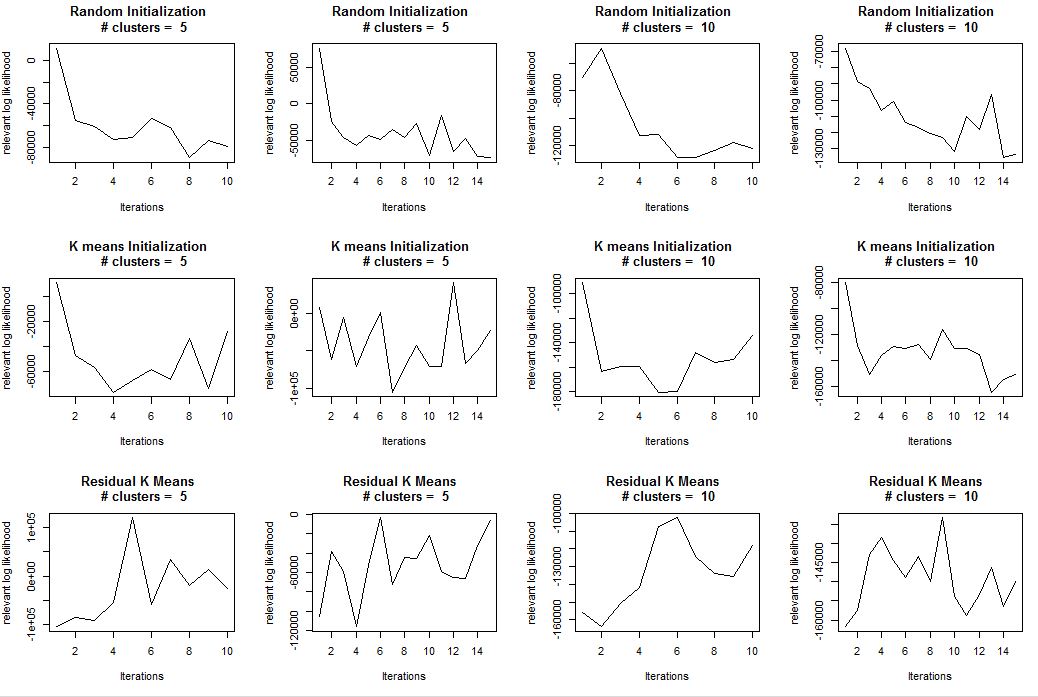 Random Initialization
# clusters = 5
relevant log likelihood
0
-40000
-80000
2 4 6 8 10
Iterations
Random Initialization
# clusters = 5
relevant log likelihood
50000
0
-50000
2 4 6 8 10 12 14
Iterations
Random Initialization
# clusters = 10
relevant log likelihood
-80000
-120000
2 4 6 8 10
Iterations
Random Initialization
# clusters = 10
relevant log likelihood
-70000
-100000
-130000
2 4 6 8 10 12 14
Iterations
K means Initialization
# clusters = 5
relevant log likelihood
-20000
-60000
2 4 6 8 10
Iterations
K means Initialization
# clusters = 5
relevant log likelihood
0e+00
-1e+05
2 4 6 8 10 12 14
Iterations
K means Initialization
# clusters = 10
relevant log likelihood
-100000
-140000
-180000
2 4 6 8 10
Iterations
K means Initialization
# clusters = 10
relevant log likelihood
-80000
-120000
-160000
2 4 6 8 10 12 14
Iterations
Residual K Means
# clusters = 5
relevant log likelihood
1e+05
0e+00
-1e+05
2 4 6 8 10
Iterations
Residual K Means
# clusters = 5
relevant log likelihood
0
-60000
-120000
2 4 6 8 10 12 14
Iterations
Residual K Means
# clusters = 10
relevant log likelihood
-100000
-130000
-160000
2 4 6 8 10
Iterations
Residual K Means
# clusters = 10
relevant log likelihood
-145000
-160000
2 4 6 8 10 12 14
Iterations